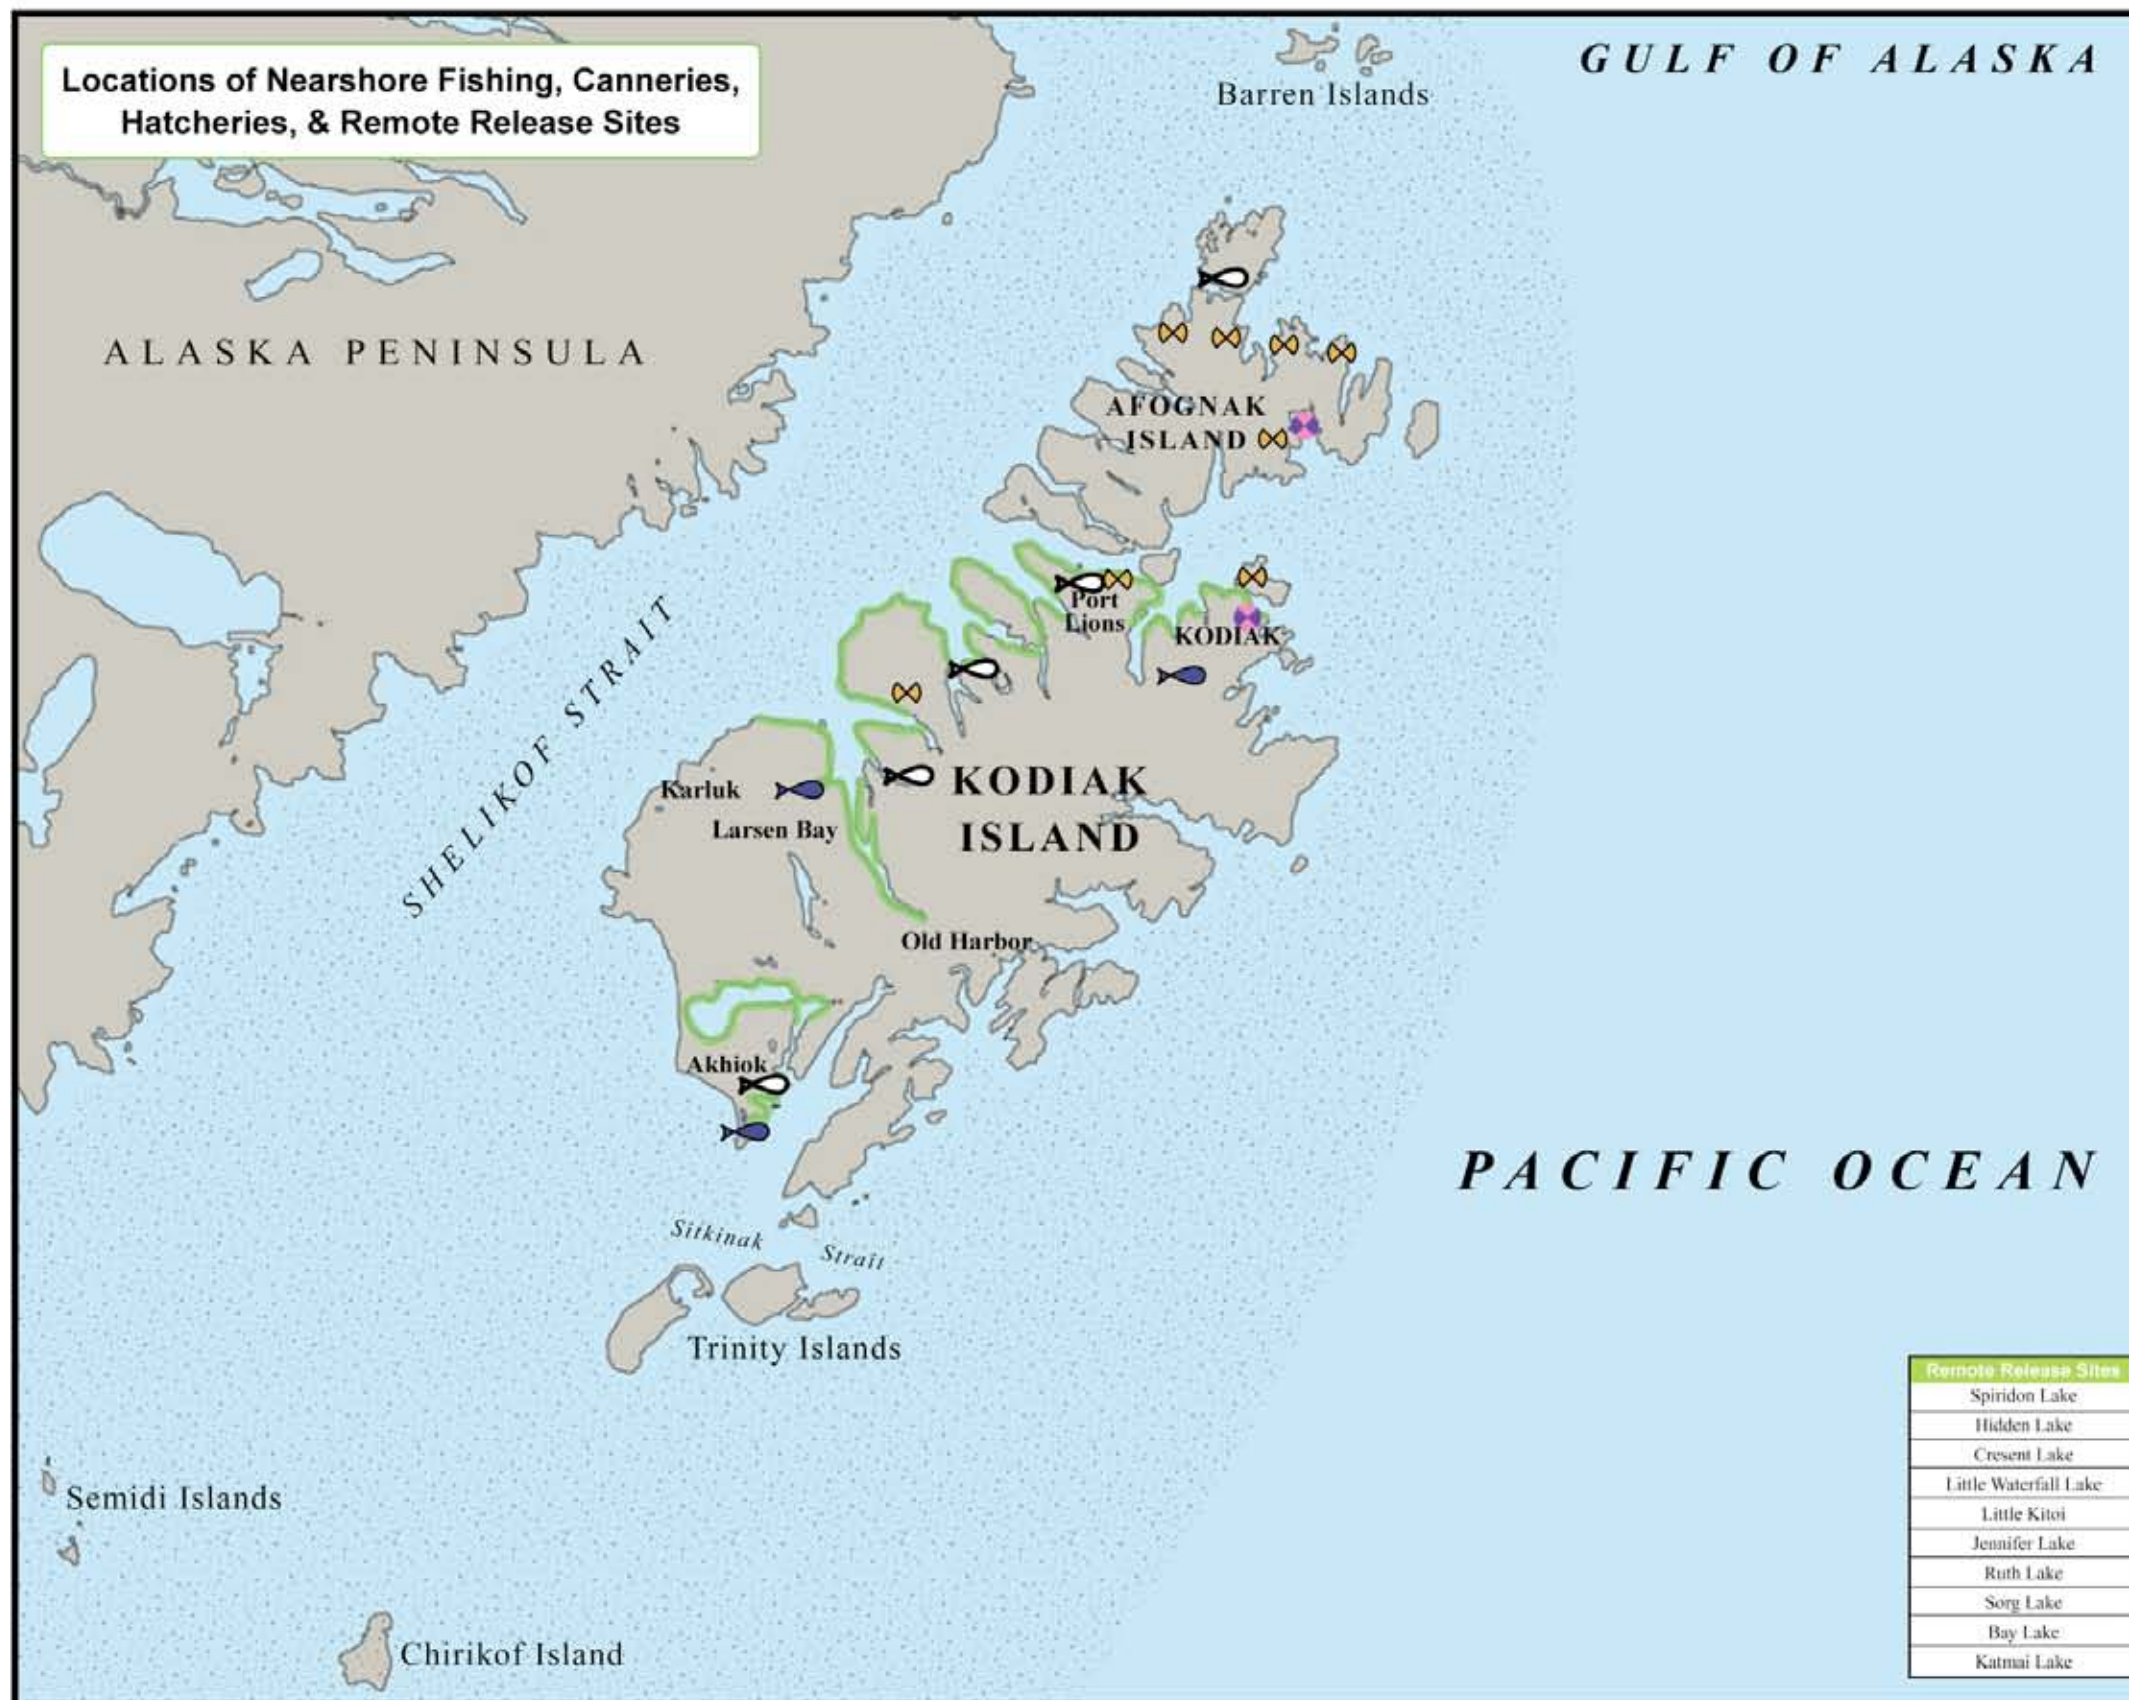 Locations of Nearshore Fishing, Canneries,
Hatcheries, & Remote Release Sites
GULF OF ALASKA
Barren Islands
ALASKA PENINSULA
AFOGNAK
ISLAND
Port
Lions
KODIAK
SHELIKOF STRAIT
KODIAK
ISLAND
Karluk
Larsen Bay
Old Harbor
Akhiok
PACIFIC OCEAN
Sitkinak
Strait
Trinity Islands
Semidi Islands
Chirikof Island
Remote Release Sites
Spiridon Lake
Hidden Lake
Cresent Lake
Little Waterfall Lake
Little Kitoi
Jennifer Lake
Ruth Lake
Sorg Lake
Bay Lake
Katmai Lake